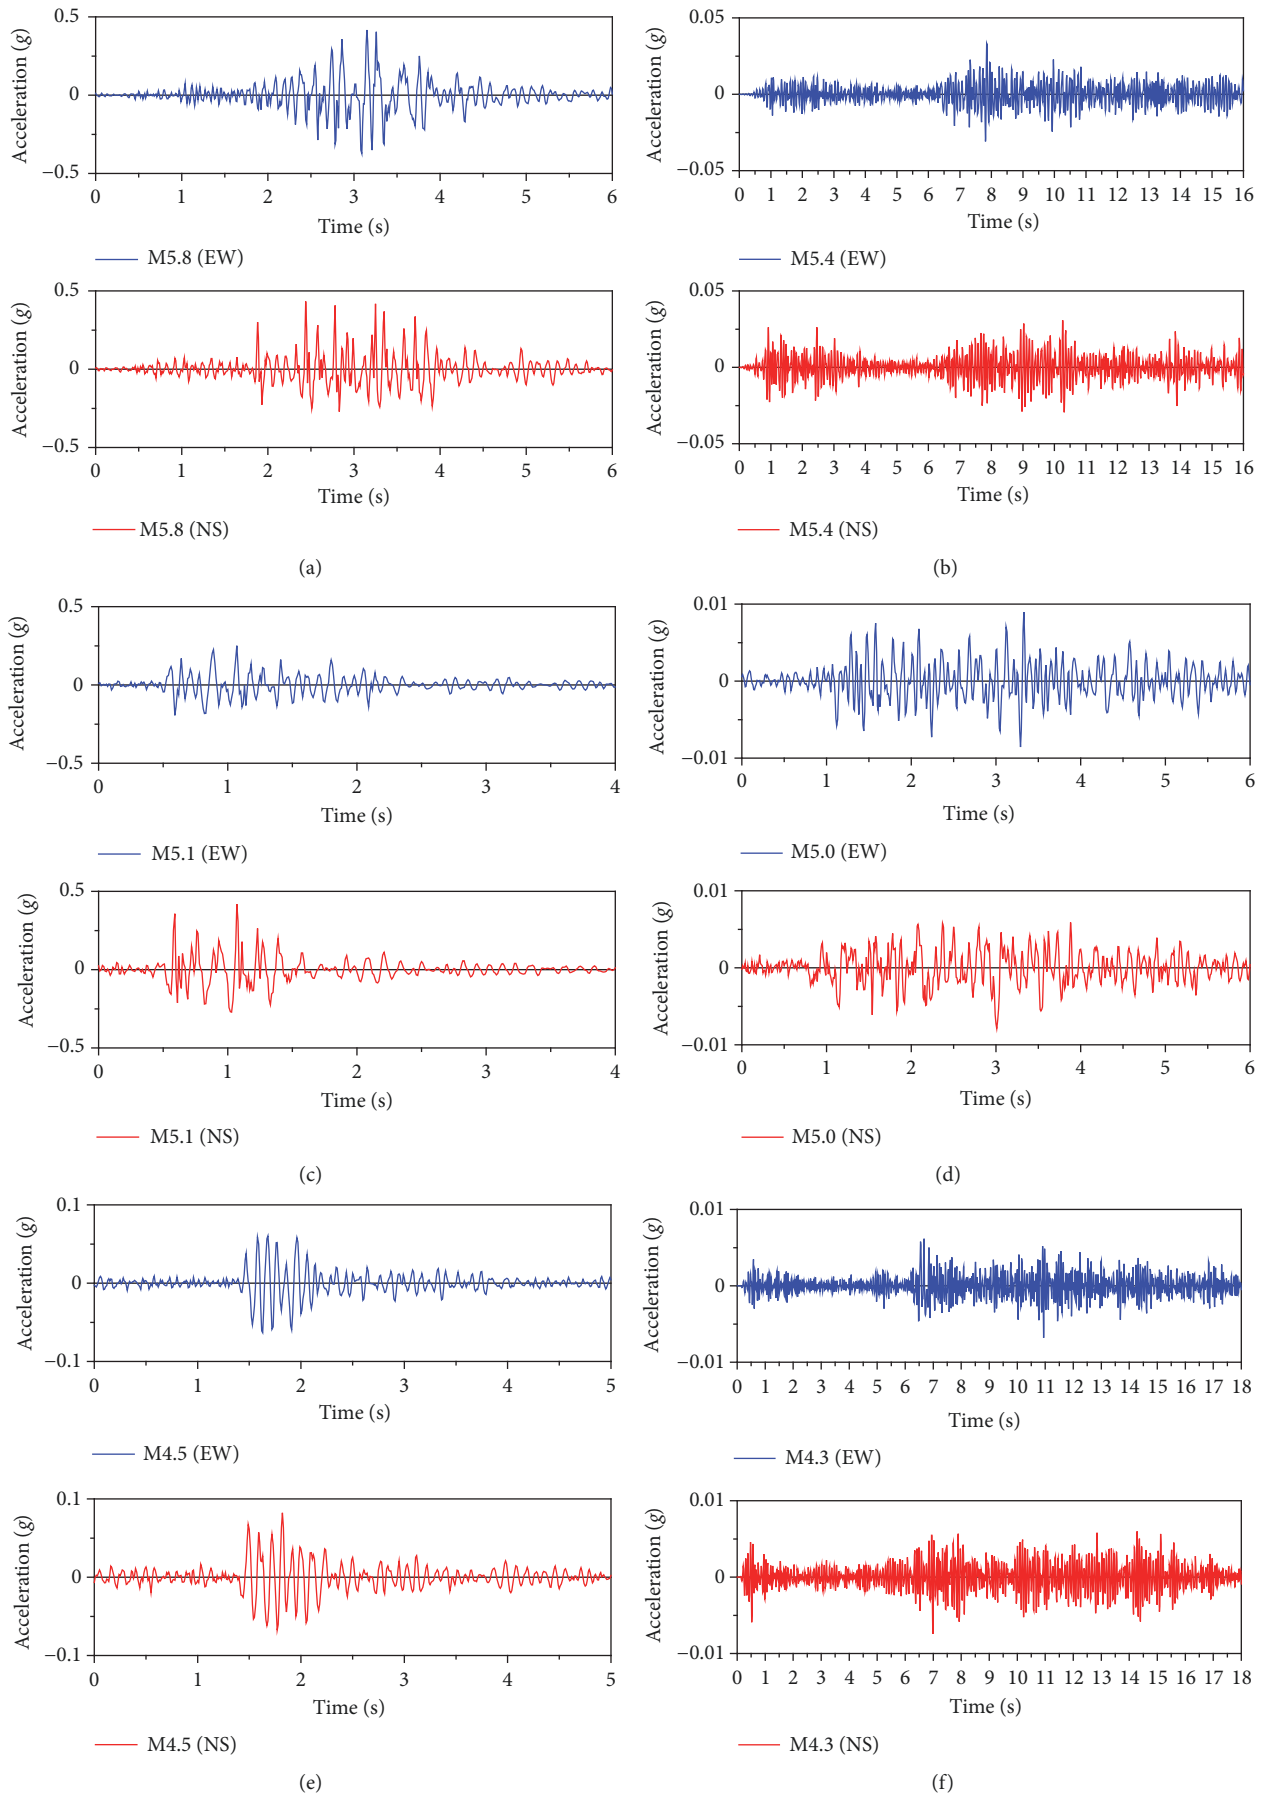 Acceleration (g)
0.5
0
−0.5
0 1 2 3 4 5 6
Time (s)
M5.8 (EW)
Acceleration (g)
0.5
0
−0.5
0 1 2 3 4 5 6
Time (s)
M5.8 (NS)
(a)
Acceleration (g)
0.05
0
−0.05
0 1 2 3 4 5 6 7 8 9 10 11 12 13 14 15 16
Time (s)
M5.4 (EW)
Acceleration (g)
0.05
0
−0.05
0 1 2 3 4 5 6 7 8 9 10 11 12 13 14 15 16
Time (s)
M5.4 (NS)
(b)
Acceleration (g)
0.5
0
−0.5
0 1 2 3 4
Time (s)
M5.1 (EW)
Acceleration (g)
0.5
0
−0.5
0 1 2 3 4
Time (s)
M5.1 (NS)
(c)
Acceleration (g)
0.01
0
−0.01
0 1 2 3 4 5 6
Time (s)
M5.0 (EW)
Acceleration (g)
0.01
0
−0.01
0 1 2 3 4 5 6
Time (s)
M5.0 (NS)
(d)
Acceleration (g)
0.1
0
−0.1
0 1 2 3 4 5
Time (s)
M4.5 (EW)
Acceleration (g)
0.1
0
−0.1
0 1 2 3 4 5
Time (s)
M4.5 (NS)
(e)
Acceleration (g)
0.01
0
−0.01
0 1 2 3 4 5 6 7 8 9 10 11 12 13 14 15 16 17 18
Time (s)
M4.3 (EW)
Acceleration (g)
0.01
0
−0.01
0 1 2 3 4 5 6 7 8 9 10 11 12 13 14 15 16 17 18
Time (s)
M4.3 (NS)
(f)